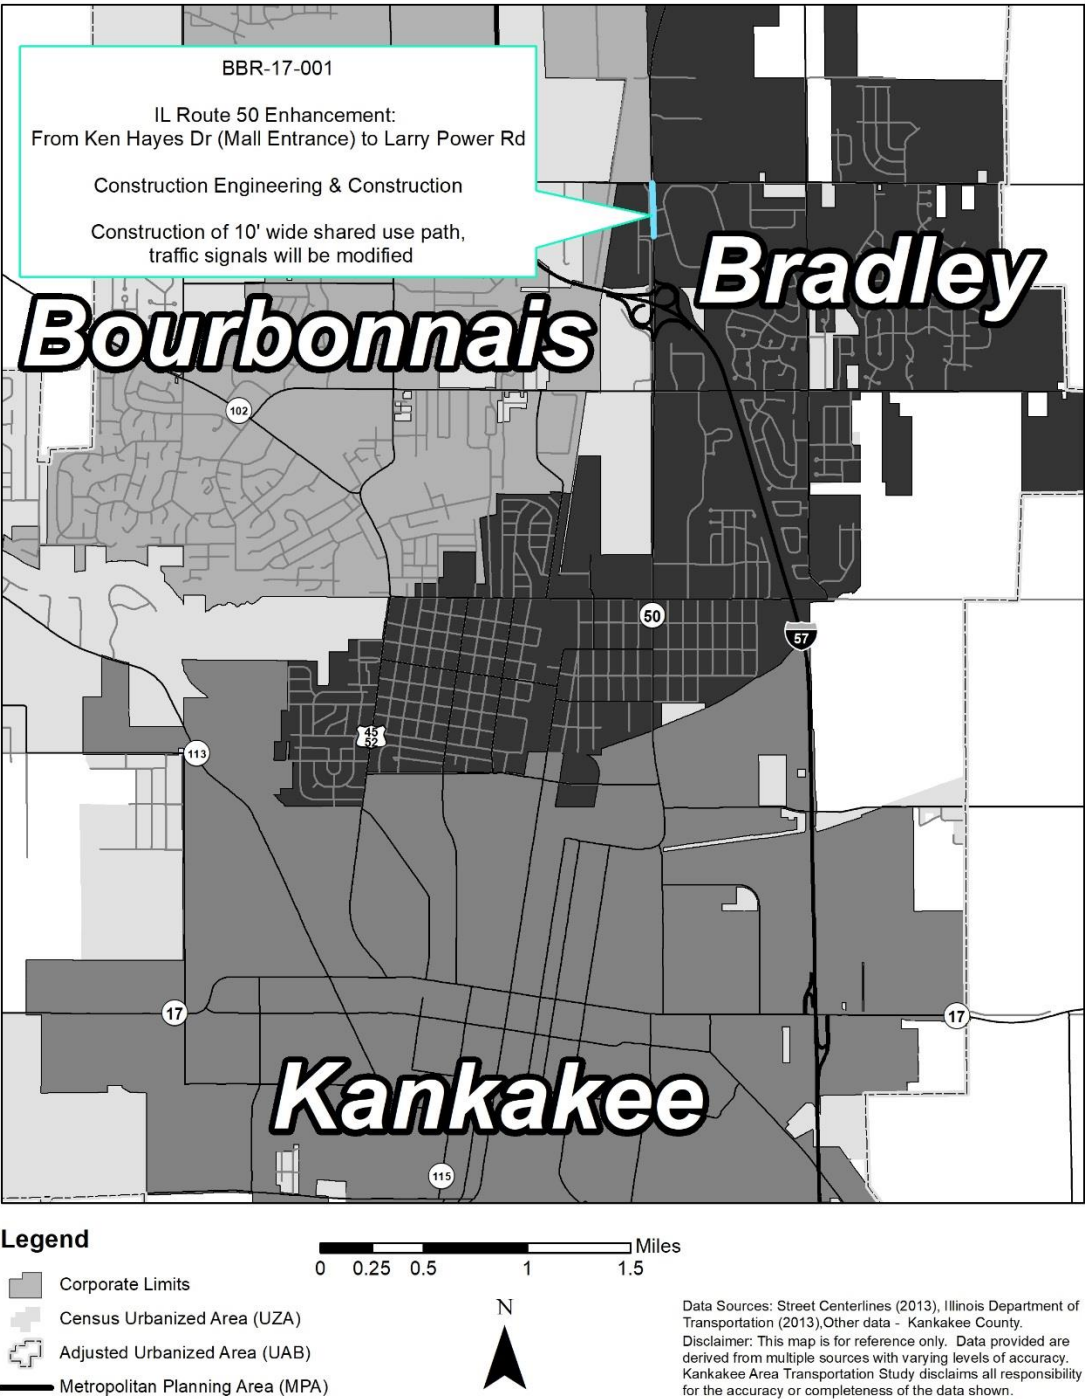 BBR-17-001
IL Route 50 Enhancement:
From Ken Hayes Dr (Mall Entrance) to Larry Power Rd
Construction Engineering & Construction
Construction of 10' wide shared use path,
traffic signals will be modified
Bradley
Bourbonnais
102
50
57
45
52
113
17
17
Kankakee
115
Legend
Corporate Limits
Census Urbanized Area (UZA)
Adjusted Urbanized Area (UAB)
Metropolitan Planning Area (MPA)
Miles
0 0.25 0.5 1 1.5
N
Data Sources: Street Centerlines (2013), Illinois Department of
Transportation (2013),Other data - Kankakee County.
Disclaimer: This map is for reference only. Data provided are
derived from multiple sources with varying levels of accuracy.
Kankakee Area Transportation Study disclaims all responsibility
for the accuracy or completeness of the data shown.